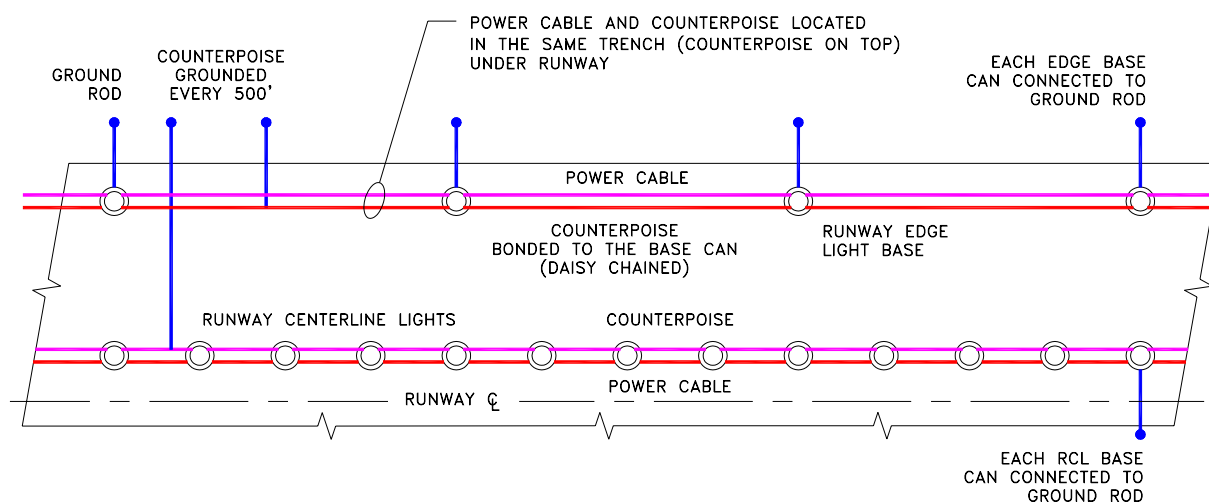 POWER CABLE AND COUNTERPOISE LOCATED
IN THE SAME TRENCH (COUNTERPOISE ON TOP)
UNDER RUNWAY
COUNTERPOISE
GROUNDED
EVERY 500'
GROUND
ROD
EACH EDGE BASE
CAN CONNECTED TO
GROUND ROD
POWER CABLE
COUNTERPOISE
BONDED TO THE BASE CAN
(DAISY CHAINED)
RUNWAY EDGE
LIGHT BASE
RUNWAY CENTERLINE LIGHTS
COUNTERPOISE
POWER CABLE
RUNWAY ℄
EACH RCL BASE
CAN CONNECTED TO
GROUND ROD